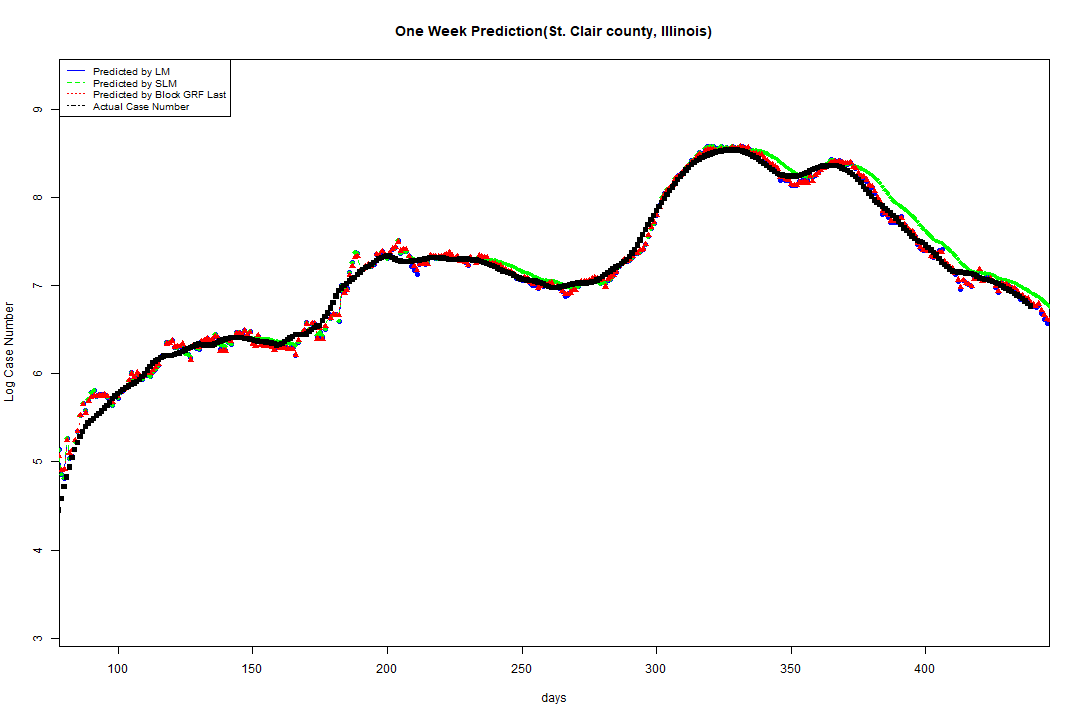 One Week Prediction(St. Clair county, Illinois)
Predicted by LM
Predicted by SLM
Predicted by Block GRF Last
Actual Case Number
9
8
7
6
5
4
3
Log Case Number
100 150 200 250 300 350 400
days